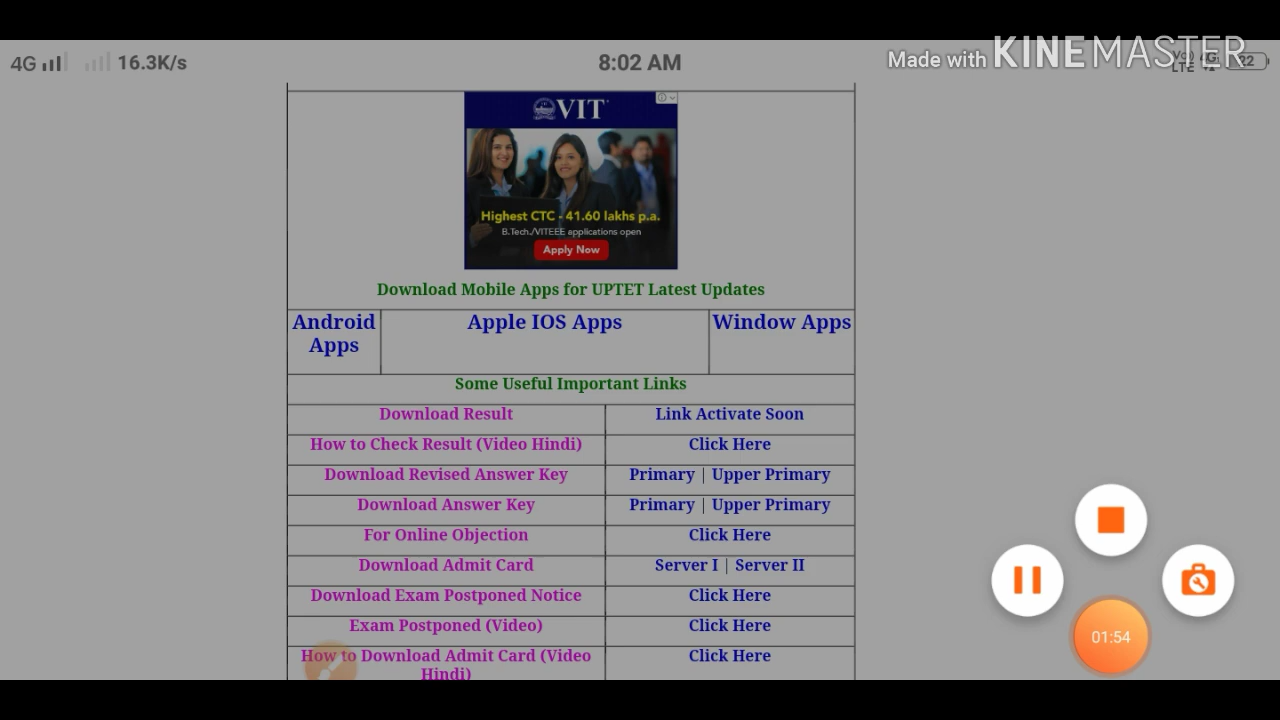 4G 16.3K/s 8:02 AM
Made with KINEMASTER
VIT
Highest CTC - 41.60 lakhs p.a.
B.Tech./VITEEE applications open
Apply Now
Download Mobile Apps for UPTET Latest Updates
Android Apple IOS Apps Window Apps
Apps
Some Useful Important Links
Download Result Link Activate Soon
How to Check Result (Video Hindi) Click Here
Download Revised Answer Key Primary | Upper Primary
Download Answer Key Primary | Upper Primary
For Online Objection Click Here
Download Admit Card Server I | Server II
Download Exam Postponed Notice Click Here
Exam Postponed (Video) Click Here
How to Download Admit Card (Video Click Here
Hindi)
01:54